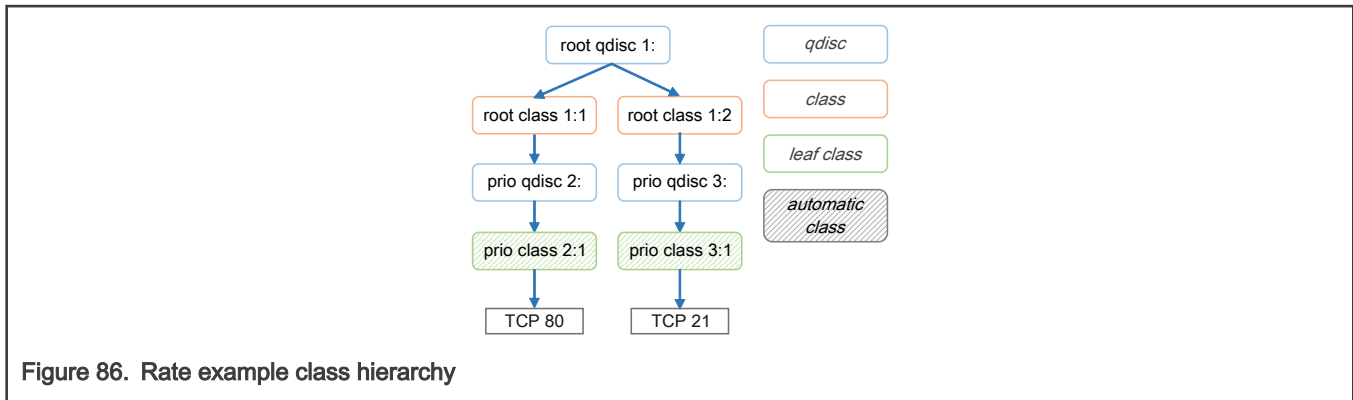 root qdisc 1:
qdisc
root class 1:1
root class 1:2
class
leaf class
prio qdisc 2:
prio qdisc 3:
automatic
class
prio class 2:1
prio class 3:1
TCP 80
TCP 21
Figure 86. Rate example class hierarchy